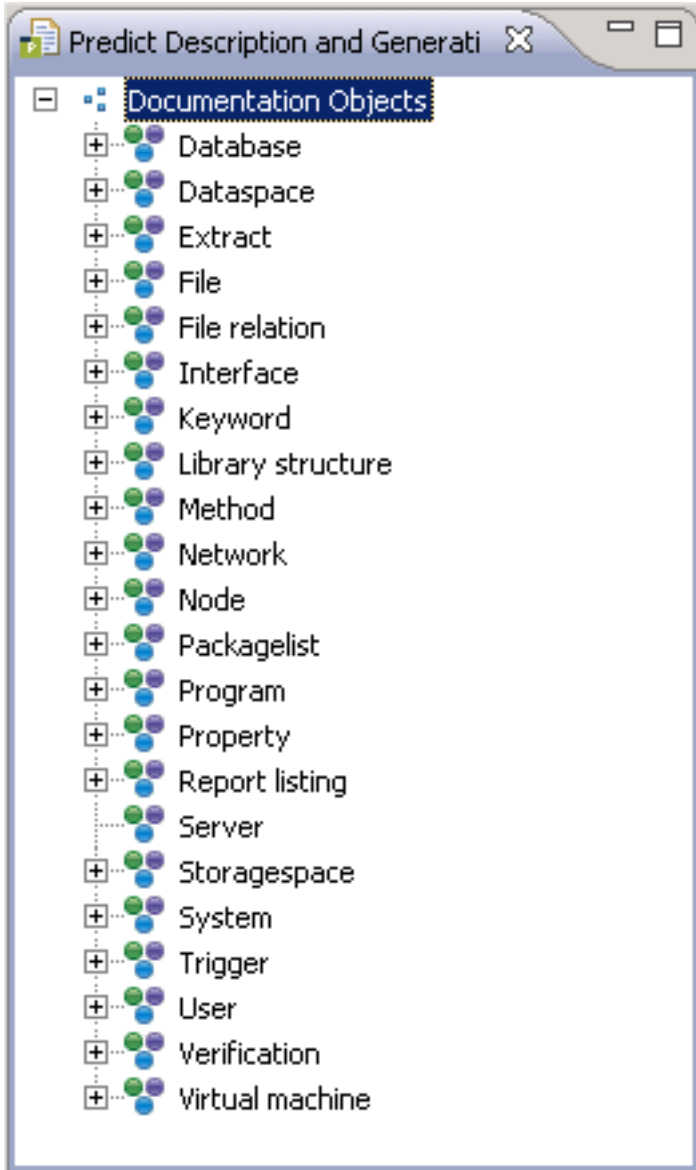 Predict Description and Generati
Documentation Objects
Database
Dataspace
Extract
File
File relation
Interface
Keyword
Library structure
Method
Network
Node
Packagelist
Program
Property
Report listing
Server
Storagespace
System
Trigger
User
Verification
Virtual machine